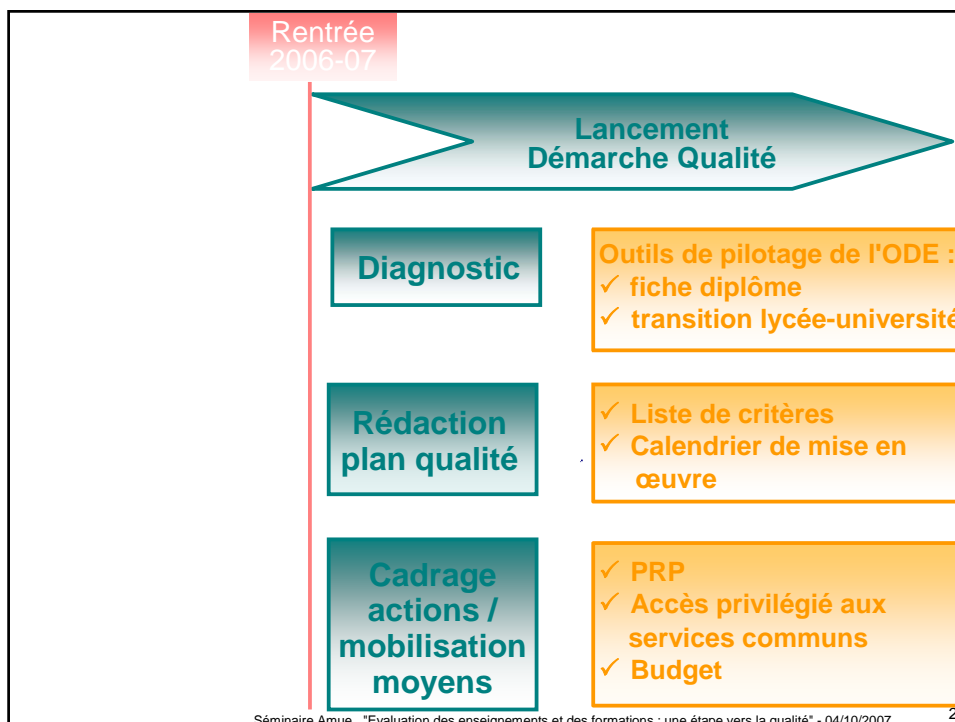 Rentrée
2006-07
Lancement
Démarche Qualité
Diagnostic
Outils de pilotage de l'ODE :
✓ fiche diplôme
✓ transition lycée-université
Rédaction
plan qualité
✓ Liste de critères
✓ Calendrier de mise en
œuvre
Cadrage
actions /
mobilisation
moyens
✓ PRP
✓ Accès privilégié aux
services communs
✓ Budget
Séminaire Amue "Evaluation des enseignements et des formations : une étape vers la qualité" - 04/10/2007
2